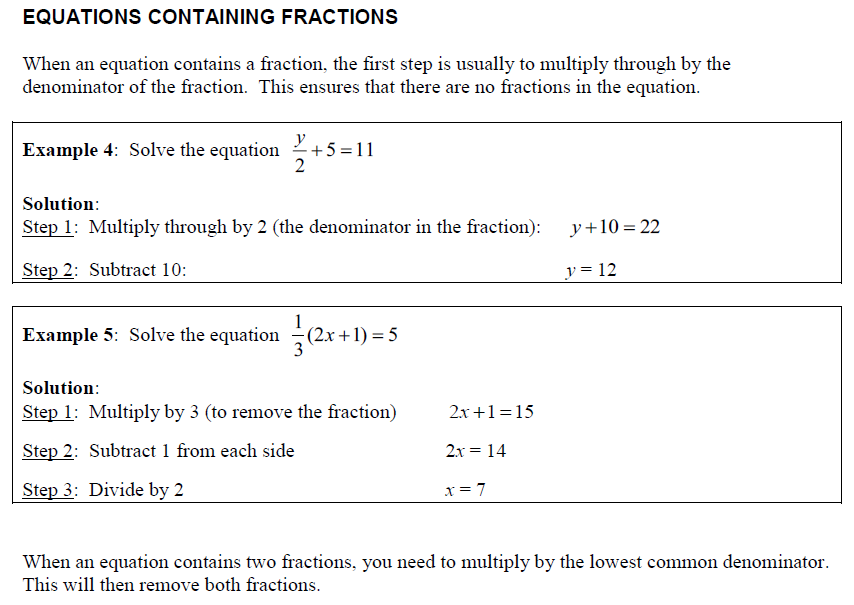 EQUATIONS CONTAINING FRACTIONS
When an equation contains a fraction, the first step is usually to multiply through by the
denominator of the fraction.  This ensures that there are no fractions in the equation.
Example 4:  Solve the equation  y/2 + 5 = 11
Solution:
Step 1:  Multiply through by 2 (the denominator in the fraction):    y + 10 = 22
Step 2:  Subtract 10:    y = 12
Example 5:  Solve the equation  1/3 (2x + 1) = 5
Solution:
Step 1:  Multiply by 3 (to remove the fraction)    2x + 1 = 15
Step 2:  Subtract 1 from each side    2x = 14
Step 3:  Divide by 2    x = 7
When an equation contains two fractions, you need to multiply by the lowest common denominator.
This will then remove both fractions.